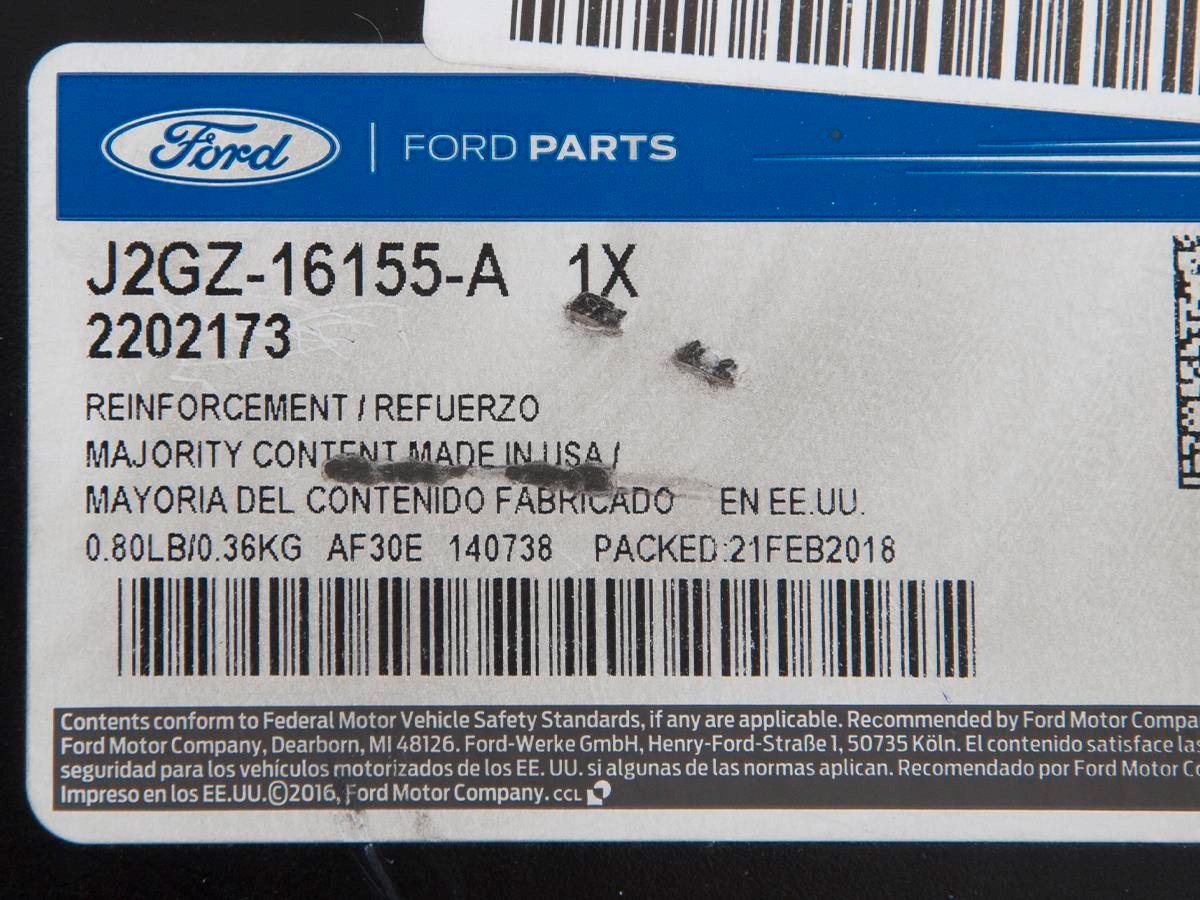 Ford | FORD PARTS
J2GZ-16155-A 1X
2202173
REINFORCEMENT / REFUERZO
MAJORITY CONTENT MADE IN USA /
MAYORIA DEL CONTENIDO FABRICADO EN EE.UU.
0.80LB/0.36KG AF30E 140738 PACKED:21FEB2018
Contents conform to Federal Motor Vehicle Safety Standards, if any are applicable. Recommended by Ford Motor Compa
Ford Motor Company, Dearborn, MI 48126. Ford-Werke GmbH, Henry-Ford-Straße 1, 50735 Köln. El contenido satisface las
seguridad para los vehículos motorizados de los EE. UU. si algunas de las normas aplican. Recomendado por Ford Motor Co
Impreso en los EE.UU.©2016, Ford Motor Company. CCL